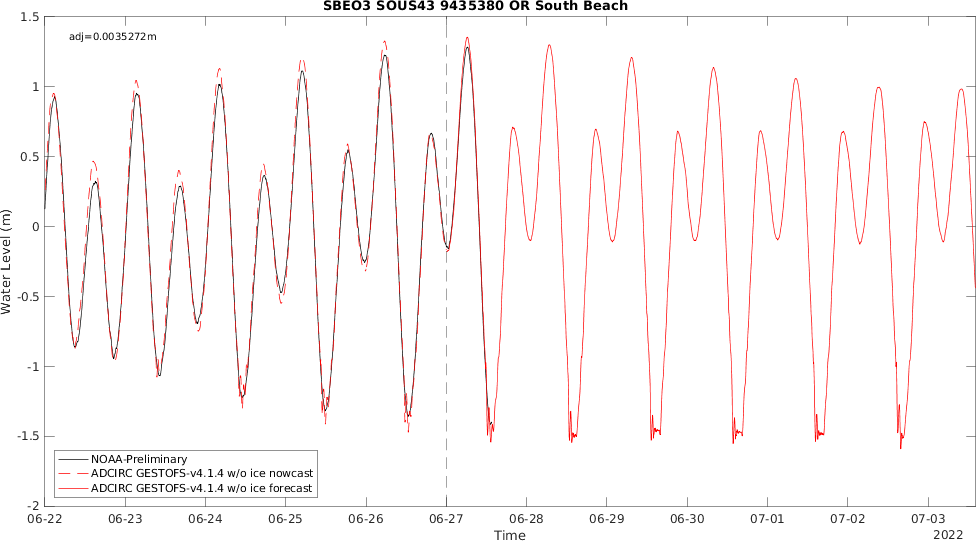 SBEO3 SOUS43 9435380 OR South Beach
adj=0.0035272m
1.5
1
0.5
0
-0.5
-1
-1.5
-2
Water Level (m)
NOAA-Preliminary
ADCIRC GESTOFS-v4.1.4 w/o ice nowcast
ADCIRC GESTOFS-v4.1.4 w/o ice forecast
06-22 06-23 06-24 06-25 06-26 06-27 06-28 06-29 06-30 07-01 07-02 07-03
Time
2022